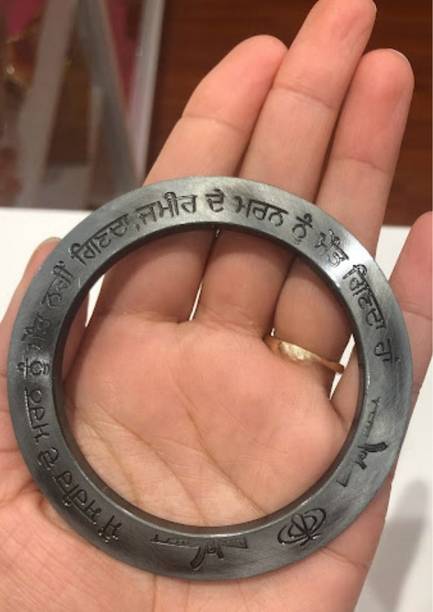 ਮੈਂ ਸਰੀਰ ਦੇ ਮਰਨ ਨੂੰ ਮੌਤ ਨਹੀਂ ਗਿਣਦਾ,ਜਮੀਰ ਦੇ ਮਰਨ ਨੂੰ ਮੌਤ ਗਿਣਦਾ ਹਾਂ